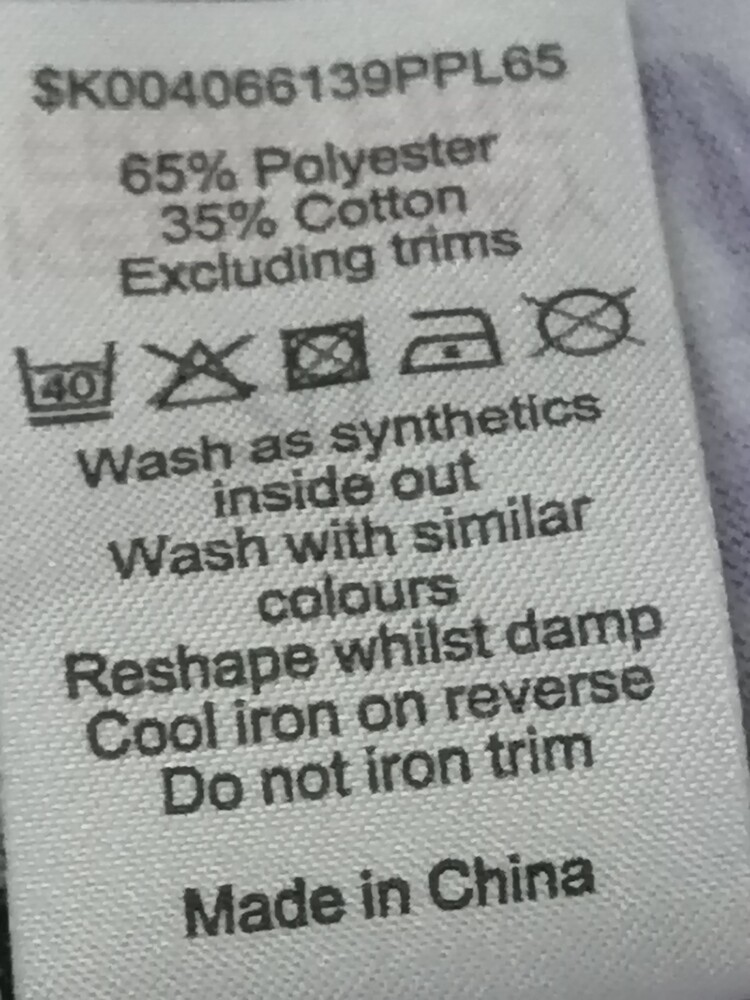 SK004066139PPL65
65% Polyester
35% Cotton
Excluding trims
40
Wash as synthetics
inside out
Wash with similar
colours
Reshape whilst damp
Cool iron on reverse
Do not iron trim
Made in China